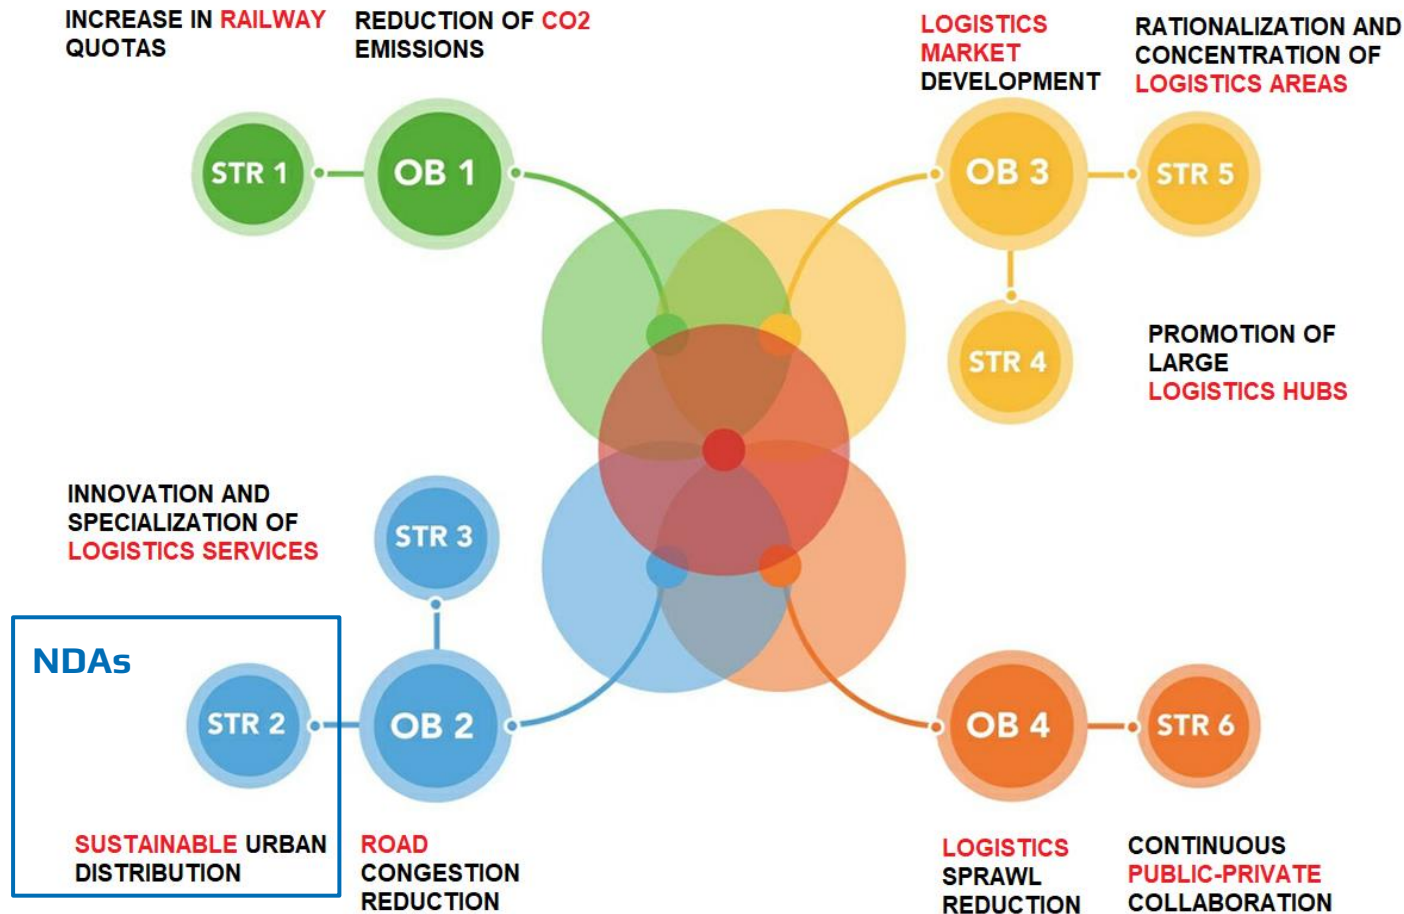 INCREASE IN RAILWAY
QUOTAS
REDUCTION OF CO2
EMISSIONS
LOGISTICS
MARKET
DEVELOPMENT
RATIONALIZATION AND
CONCENTRATION OF
LOGISTICS AREAS
STR 1
OB 1
OB 3
STR 5
STR 4
PROMOTION OF
LARGE
LOGISTICS HUBS
INNOVATION AND
SPECIALIZATION OF
LOGISTICS SERVICES
STR 3
NDAs
STR 2
OB 2
OB 4
STR 6
SUSTAINABLE URBAN
DISTRIBUTION
ROAD
CONGESTION
REDUCTION
LOGISTICS
SPRAWL
REDUCTION
CONTINUOUS
PUBLIC-PRIVATE
COLLABORATION